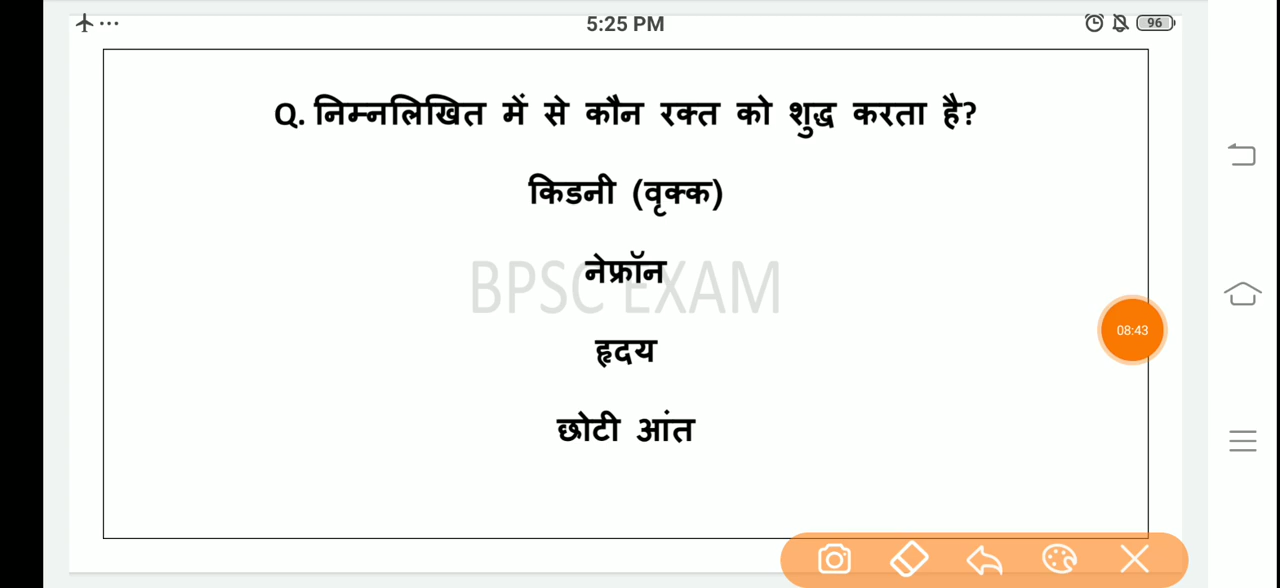 5:25 PM
96
Q. निम्नलिखित में से कौन रक्त को शुद्ध करता है?
किडनी (वृक्क)
नेफ्रॉन
BPSC EXAM
08:43
हृदय
छोटी आंत